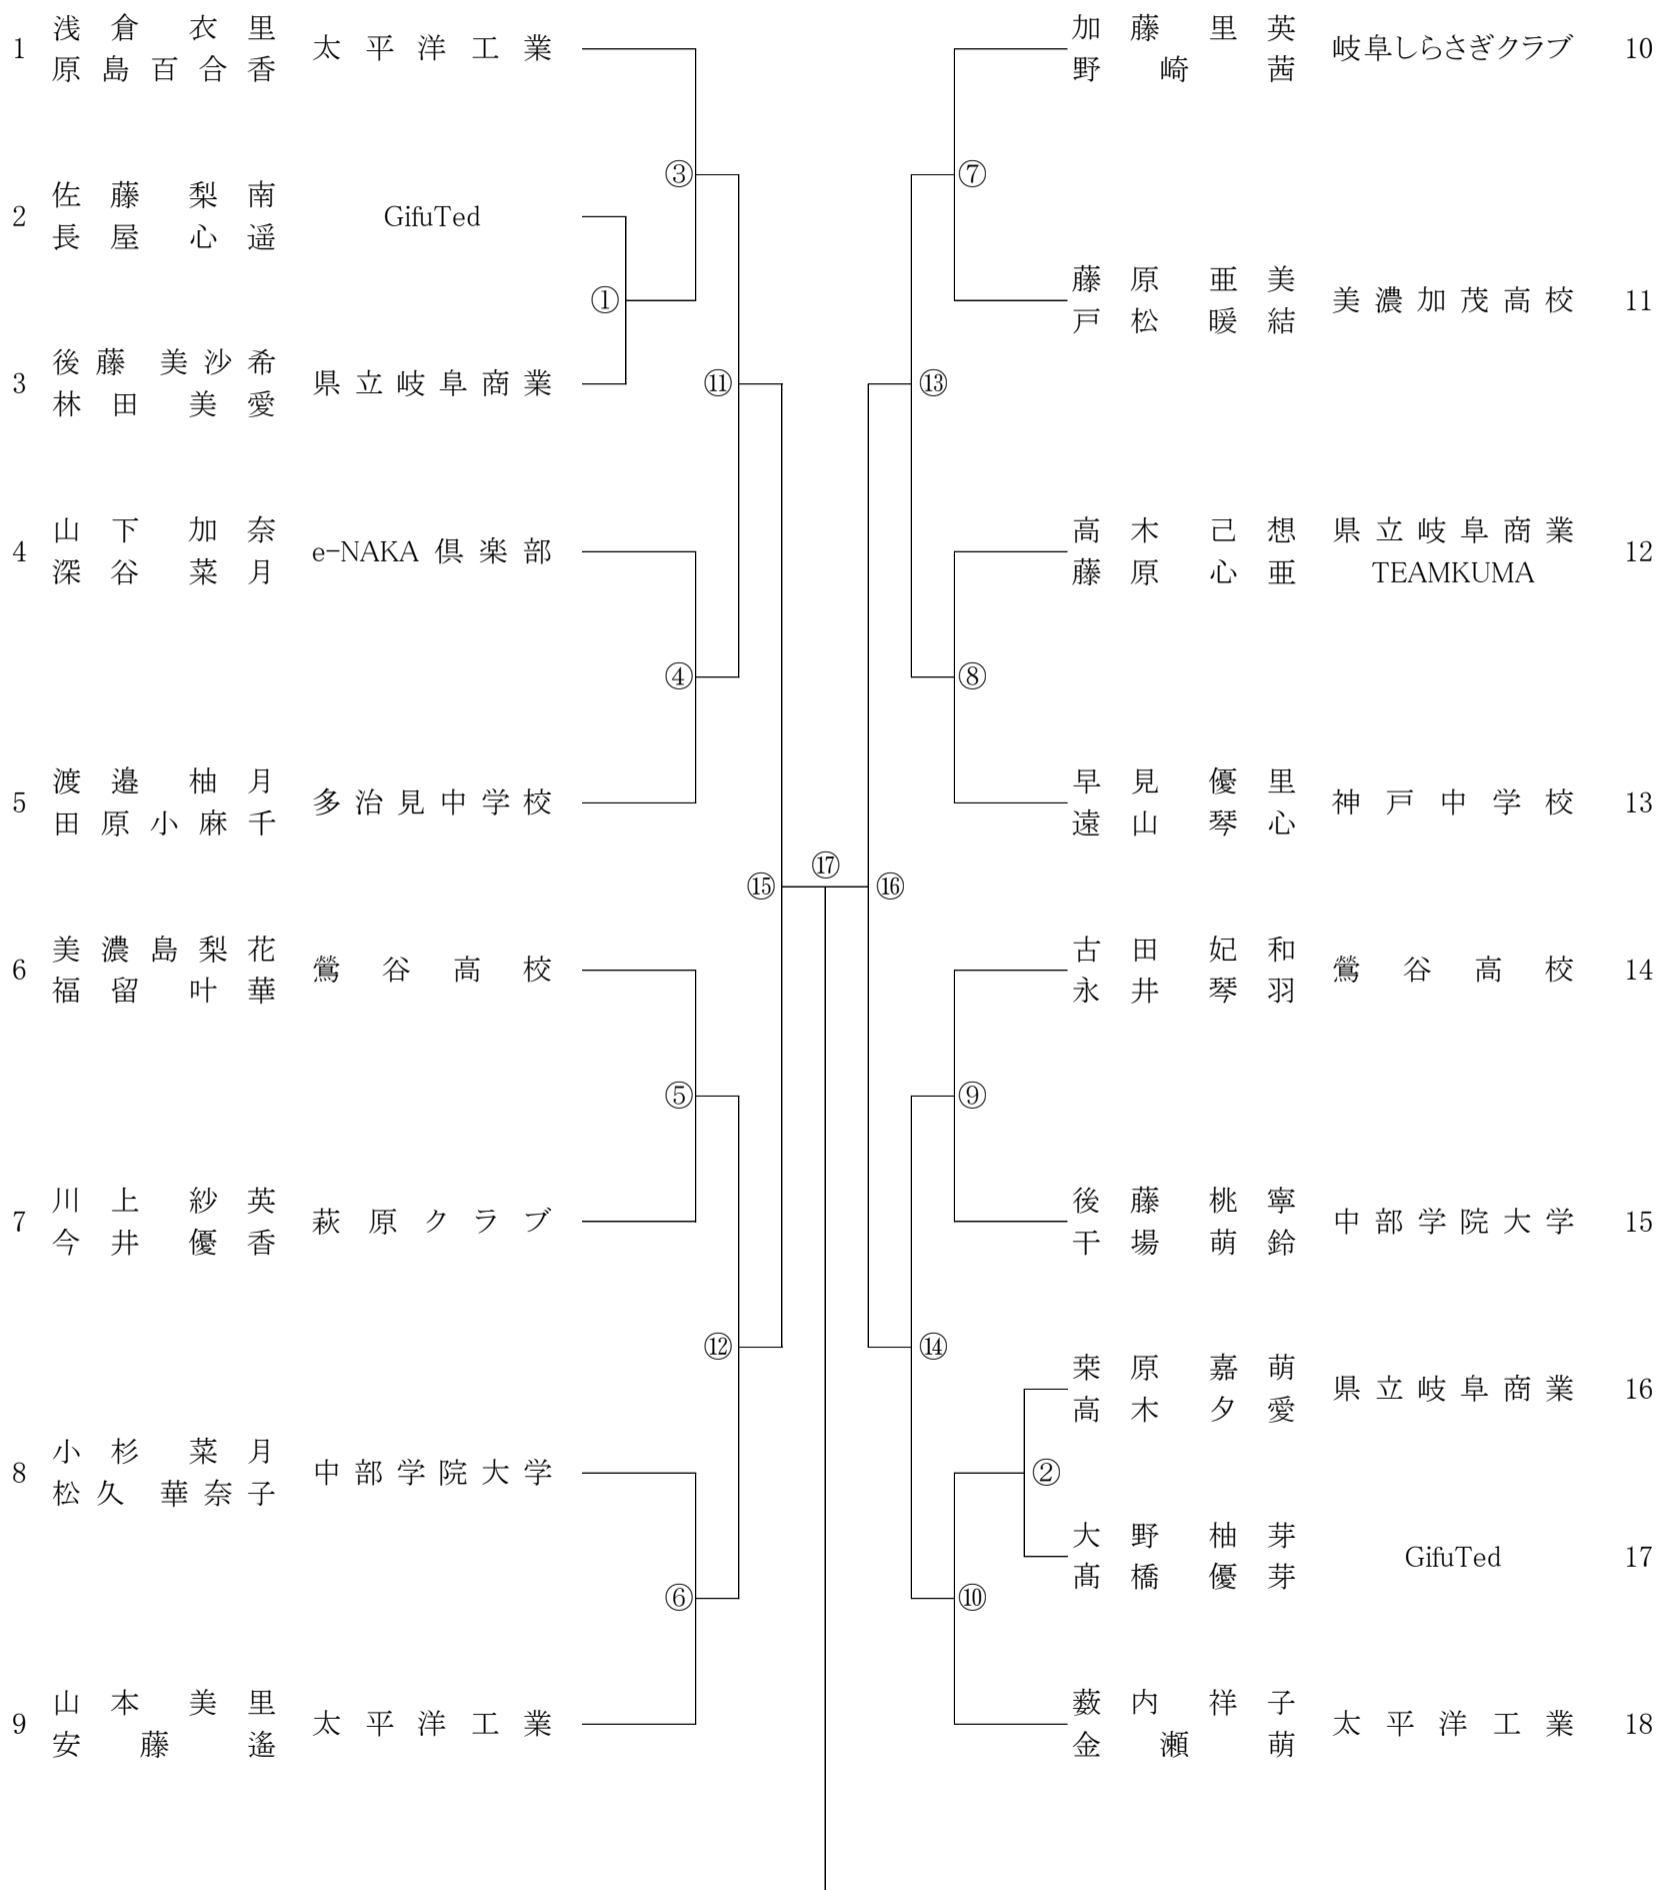 1 浅倉 衣里
原島百合香 太平洋工業
2 佐藤 梨南
長屋 心遥 GifuTed
3 後藤 美沙希
林田 美愛 県立岐阜商業
4 山下 加奈
深谷 菜月 e-NAKA 倶楽部
5 渡邉 柚月
田原小麻千 多治見中学校
6 美濃島梨花
福留 叶華 鶯谷高校
7 川上 紗英
今井 優香 萩原クラブ
8 小杉 菜月
松久 華奈子 中部学院大学
9 山本 美里
安藤 遙 太平洋工業
③
①
⑪
④
⑮
⑤
⑫
⑥
⑰
⑦
⑬
⑧
⑯
⑨
⑭
②
⑩
加藤 里英
野崎 茜 岐阜しらさぎクラブ 10
藤原 亜美
戸松 暖結 美濃加茂高校 11
高木 己想 県立岐阜商業
藤原 心亜 TEAMKUMA 12
早見 優里
遠山 琴心 神戸中学校 13
古田 妃和
永井 琴羽 鶯谷高校 14
後藤 桃寧
干場 萌鈴 中部学院大学 15
栞原 嘉萌
高木 夕愛 県立岐阜商業 16
大野 柚芽
髙橋 優芽 GifuTed 17
薮内 祥子
金瀬 萌 太平洋工業 18